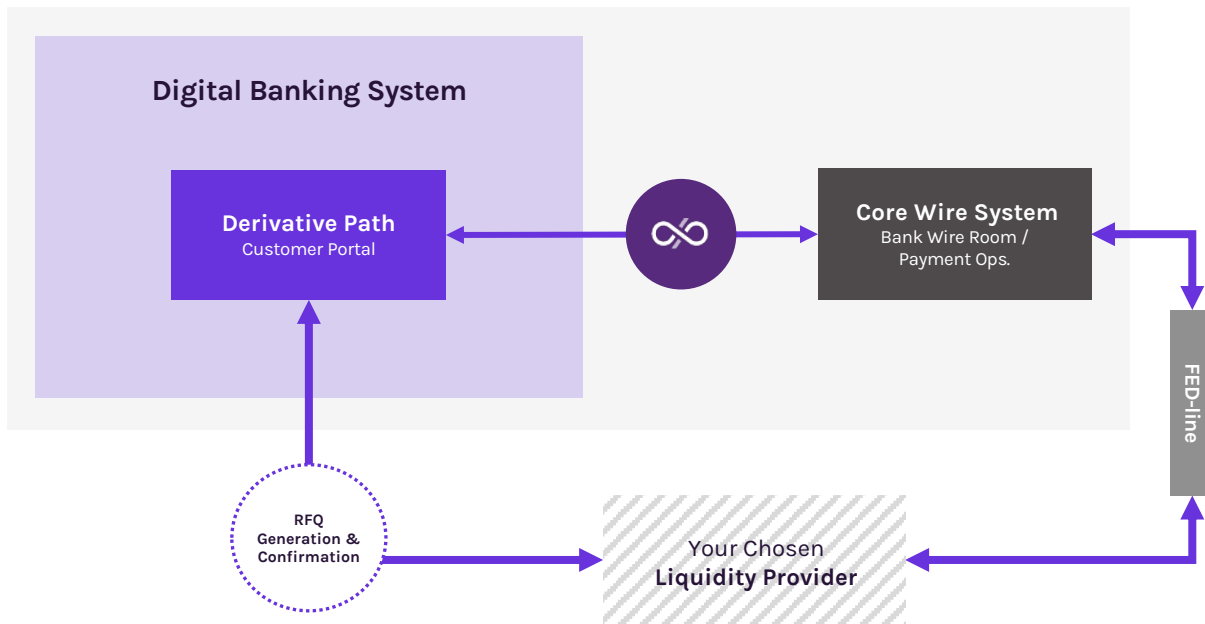 Digital Banking System
Derivative Path
Customer Portal
Core Wire System
Bank Wire Room /
Payment Ops.
FED-line
RFQ
Generation &
Confirmation
Your Chosen
Liquidity Provider